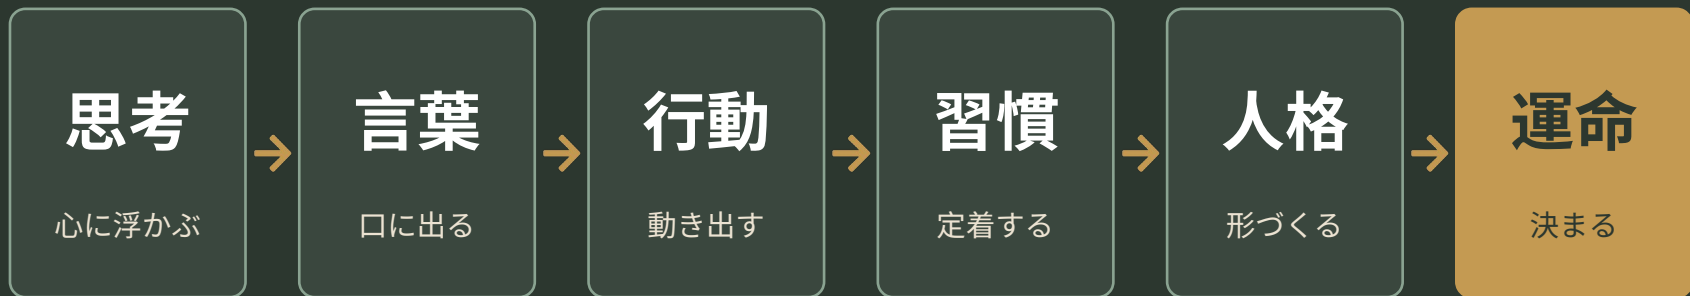 思考
心に浮かぶ
言葉
口に出る
行動
動き出す
習慣
定着する
人格
形づくる
運命
決まる